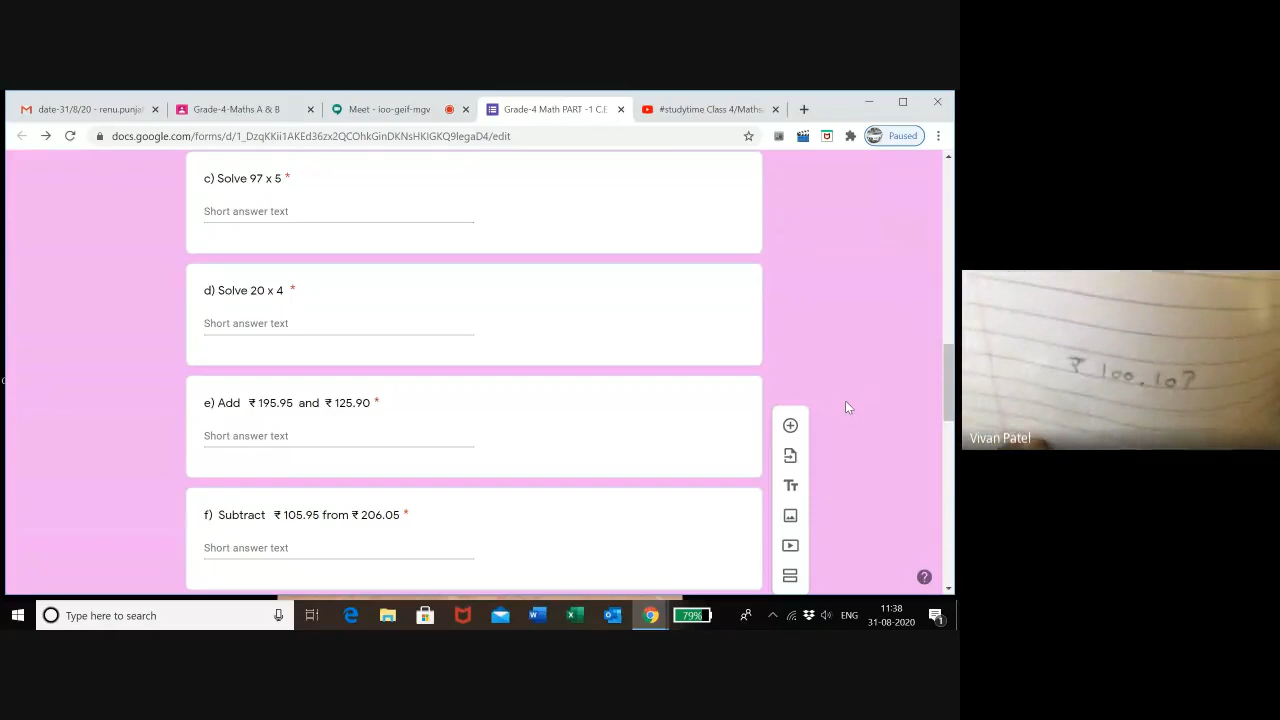 date-31/8/20 - renu.punjal
Grade-4-Maths A & B
Meet - ioo-geif-mgv
Grade-4 Math PART -1 C.E
#studytime Class 4/Maths
docs.google.com/forms/d/1_DzqKKii1AKEd36zx2QCOhkGinDKNsHKIGKQ9legaD4/edit
Paused
c) Solve 97 x 5 *
Short answer text
d) Solve 20 x 4 *
Short answer text
e) Add ₹ 195.95 and ₹ 125.90 *
Short answer text
f) Subtract ₹ 105.95 from ₹ 206.05 *
Short answer text
Tт
₹ 100.10?
Vivan Patel
Type here to search
79%
ENG
11:38
31-08-2020
1